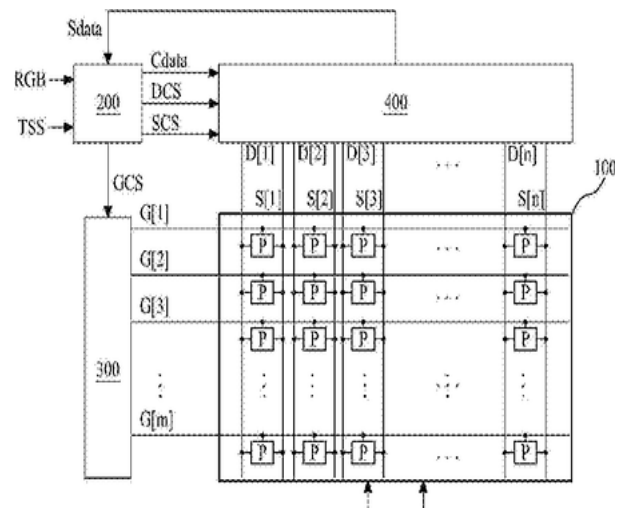 Sdata
Cdata
RGB
DCS
200
400
TSS
SCS
D[1] D[2] D[3] ... D[n]
GCS
100
S[1] S[2] S[3] S[n]
G[1]
P P P ... P
G[2]
P P P ... P
G[3]
P P P P
300
G[m]
P P P ... P